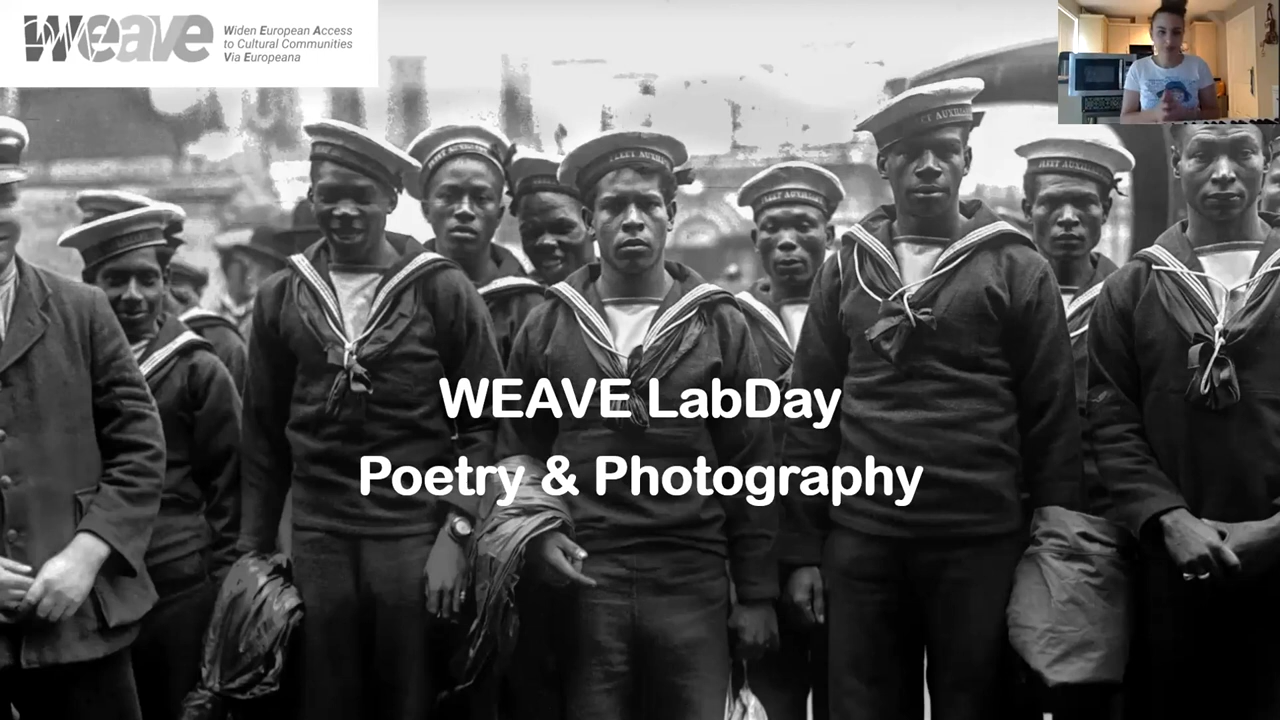 weave
Widen European Access
to Cultural Communities
Via Europeana
WEAVE LabDay
Poetry & Photography